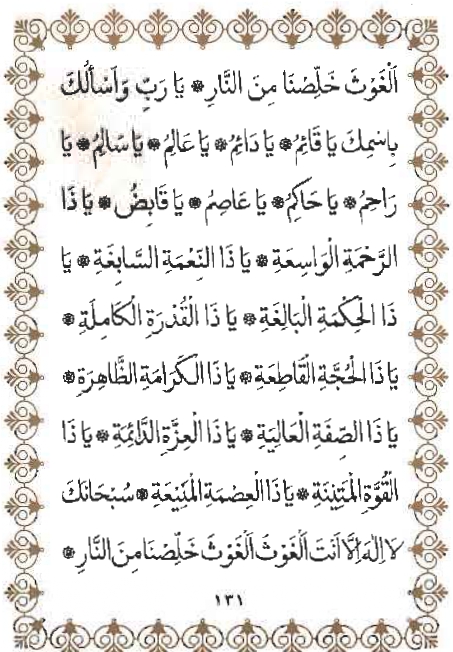 اَلْغَوْثَ خَلِّصْنَا مِنَ النَّارِ ❁ يَا رَبِّ وَاَسْأَلُكَ
بِاسْمِكَ يَا قَائِمُ ❁ يَا دَائِمُ ❁ يَا عَالِمُ ❁ يَا سَالِمُ ❁ يَا
رَاحِمُ ❁ يَا حَاكِمُ ❁ يَا عَاصِمُ ❁ يَا قَابِضُ ❁ يَا ذَا
الرَّحْمَةِ الْوَاسِعَةِ ❁ يَا ذَا النِّعْمَةِ السَّابِغَةِ ❁ يَا
ذَا الْحِكْمَةِ الْبَالِغَةِ ❁ يَا ذَا الْقُدْرَةِ الْكَامِلَةِ ❁
يَا ذَا الْحُجَّةِ الْقَاطِعَةِ ❁ يَا ذَا الْكَرَامَةِ الظَّاهِرَةِ ❁
يَا ذَا الصِّفَةِ الْعَالِيَةِ ❁ يَا ذَا الْعِزَّةِ الدَّائِمَةِ ❁ يَا ذَا
الْقُوَّةِ الْمَتِينَةِ ❁ يَا ذَا الْعِصْمَةِ الْمَنِيعَةِ ❁ سُبْحَانَكَ
لَا اِلٰهَ اِلَّا اَنْتَ اَلْغَوْثَ اَلْغَوْثَ خَلِّصْنَا مِنَ النَّارِ ❁
١٣١